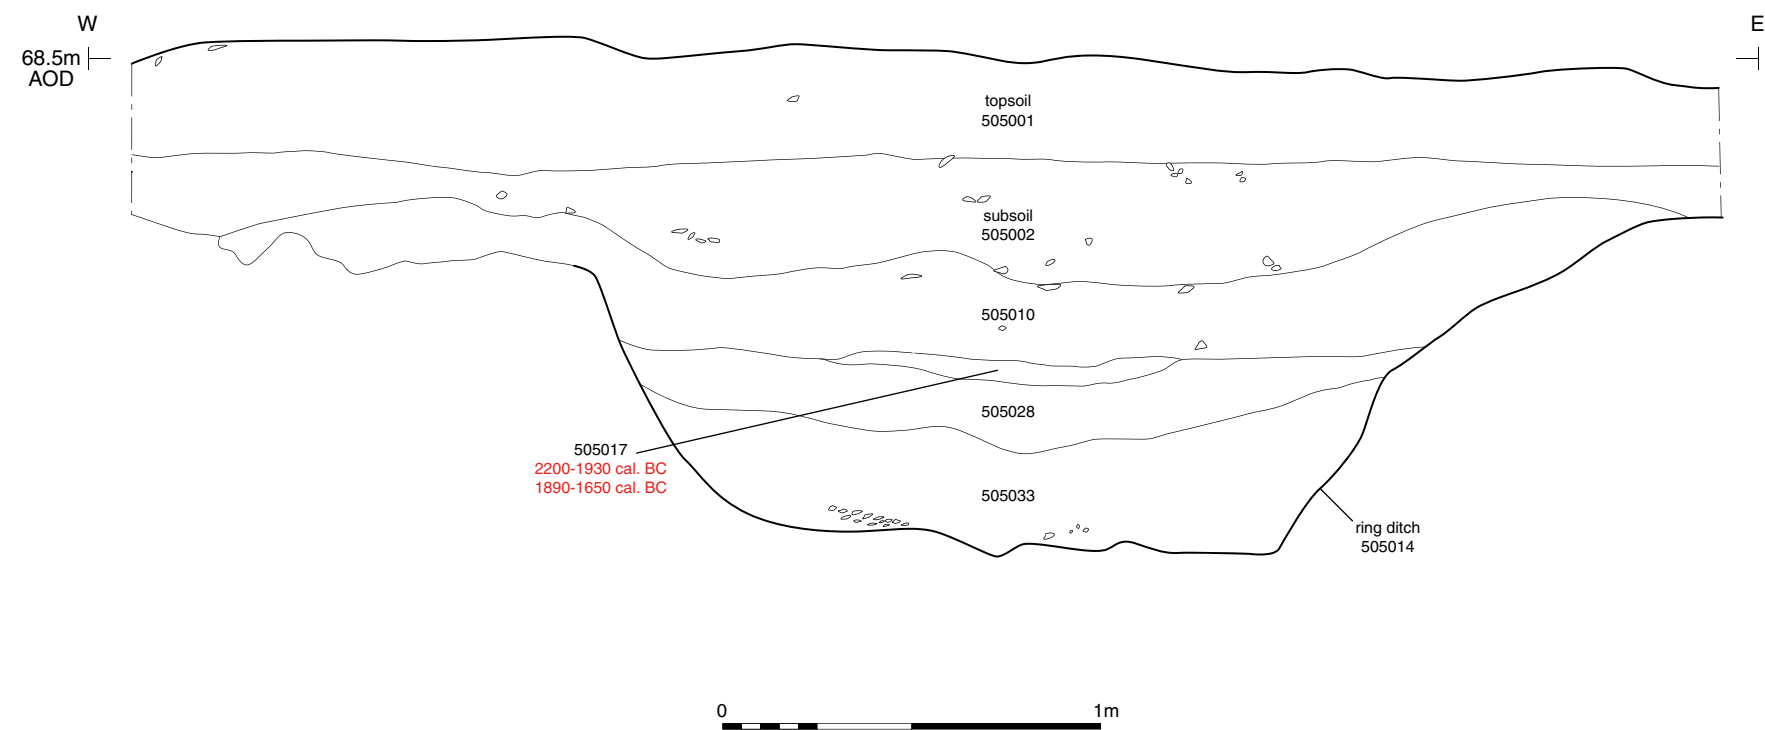 W
E
68.5m
AOD
topsoil
505001
subsoil
505002
505010
505028
505017
2200-1930 cal. BC
1890-1650 cal. BC
505033
ring ditch
505014
0
1m